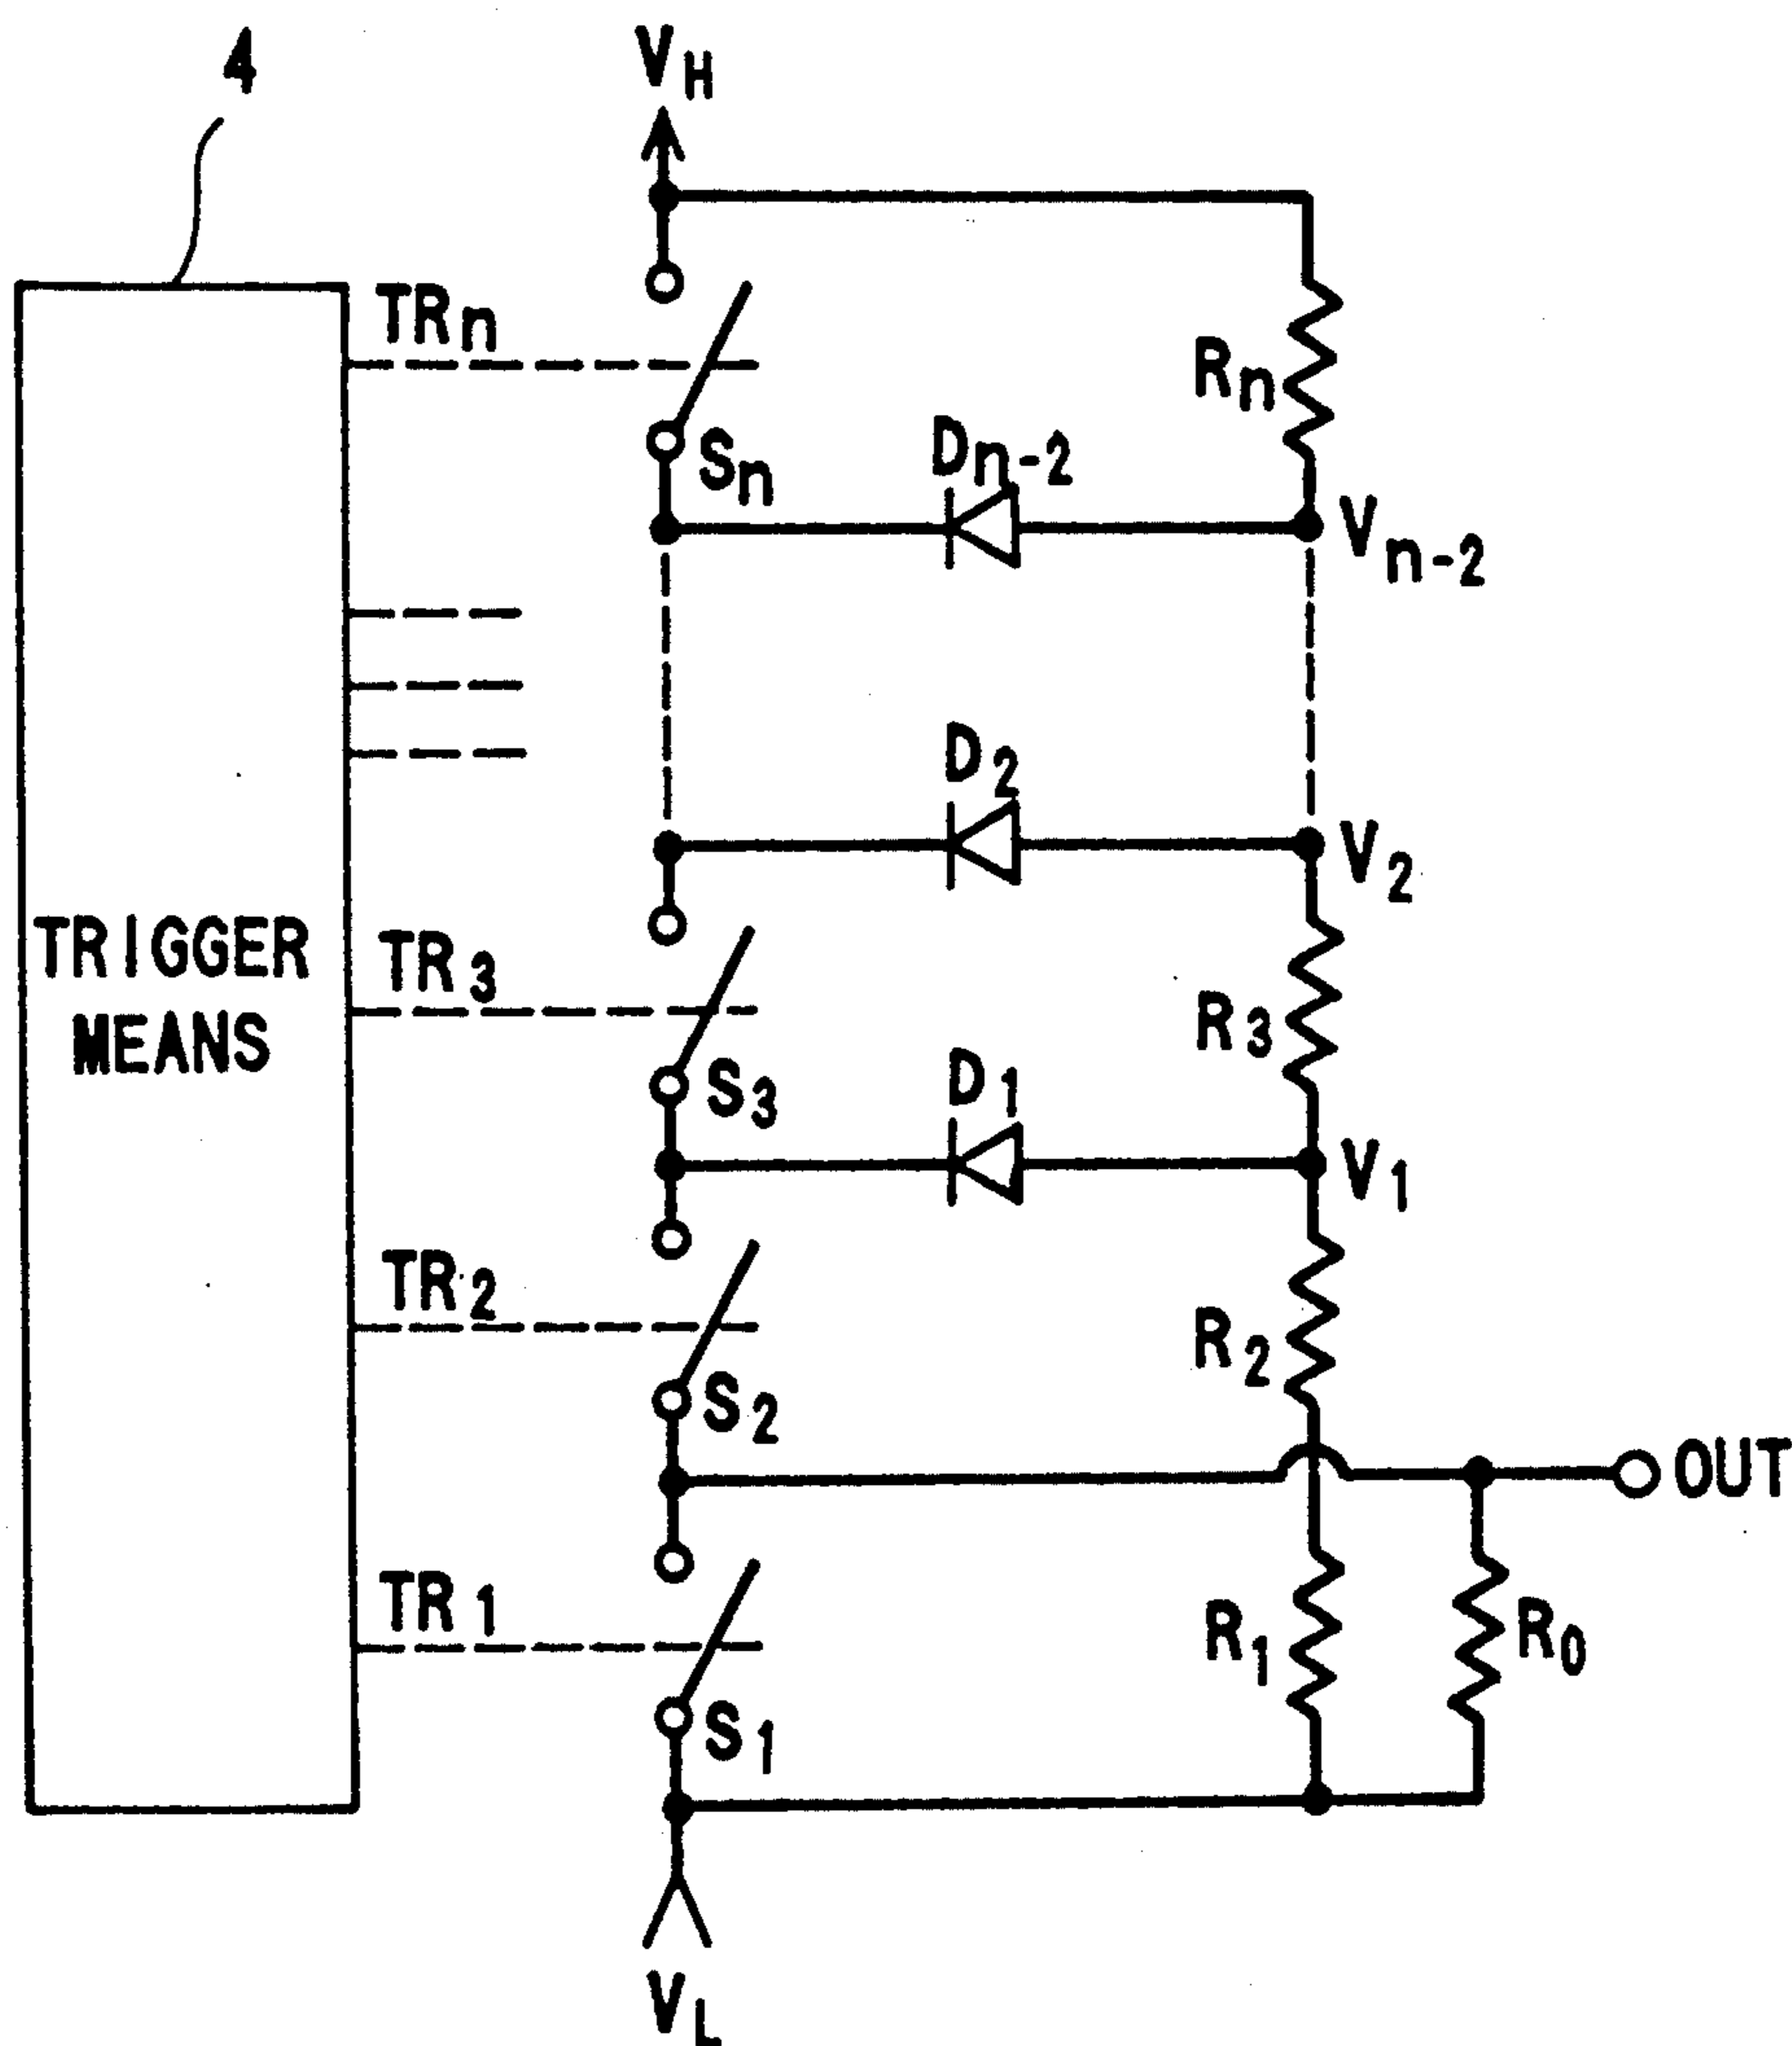 4
VH
TRn
Rn
Sn
Dn-2
Vn-2
D2
V2
TRIGGER
MEANS
TR3
S3
R3
D1
V1
TR2
S2
R2
OUT
TR1
S1
R1
R0
VL